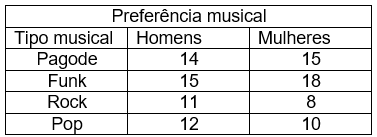 Preferência musical
Tipo musical Homens Mulheres
Pagode 14 15
Funk 15 18
Rock 11 8
Pop 12 10